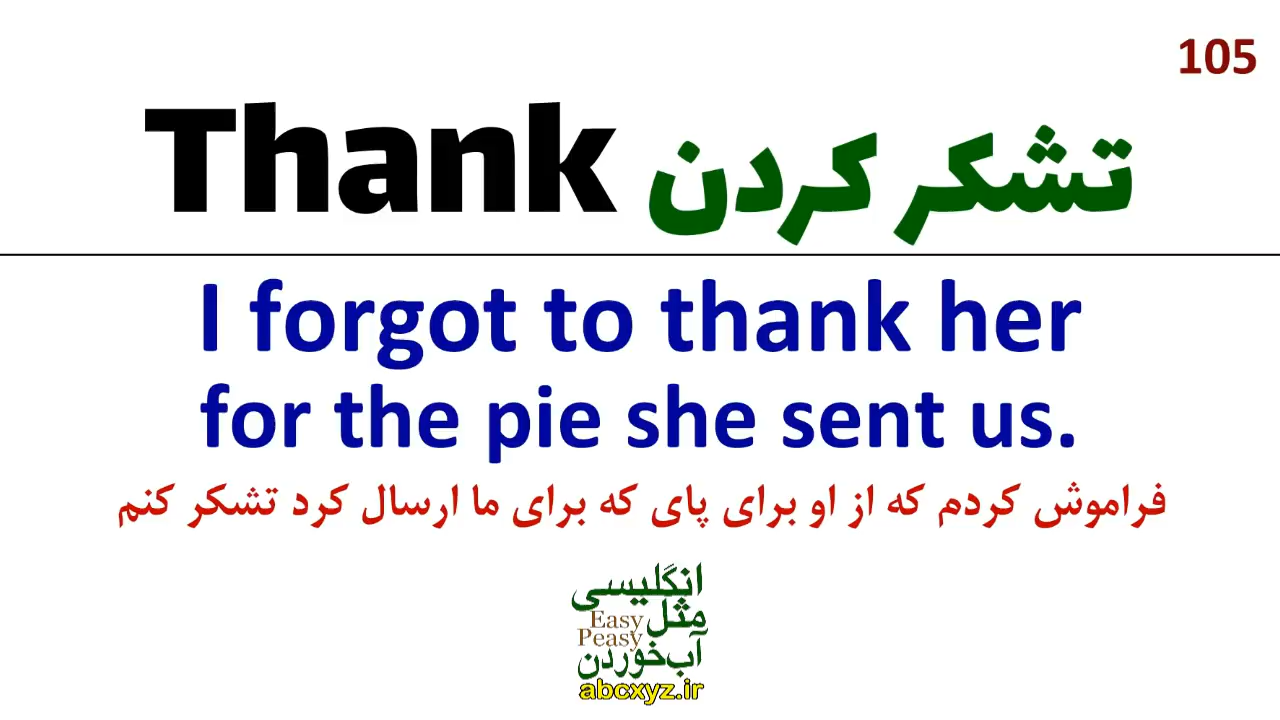 105
Thank تشکر کردن
I forgot to thank her
for the pie she sent us.
فراموش کردم که از او برای پای که برای ما ارسال کرد تشکر کنم
انگلیسی
مثل Easy
Peasy
آب خوردن
abcxyz.ir